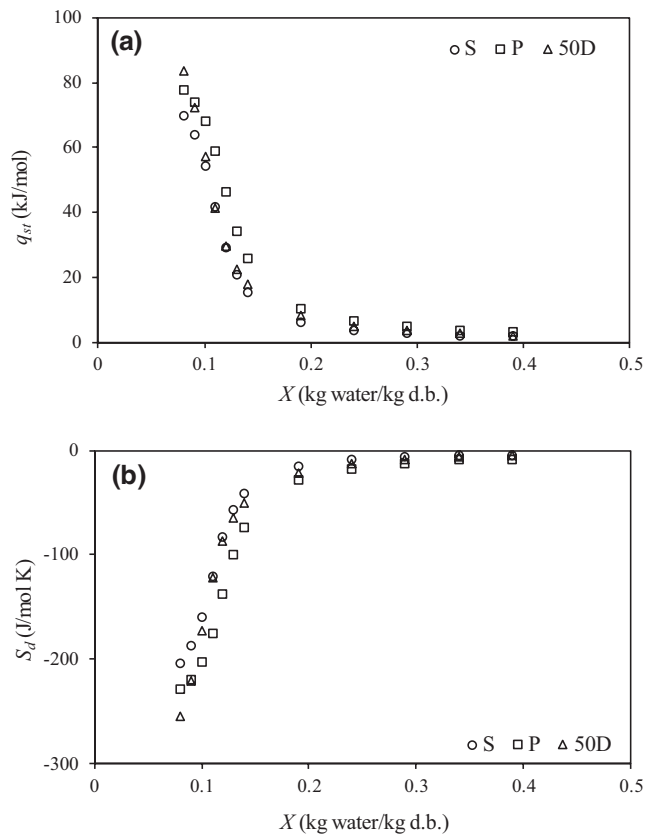 (a)
S P 50D
100
80
60
40
20
0
q_st (kJ/mol)
0 0.1 0.2 0.3 0.4 0.5
X (kg water/kg d.b.)
(b)
0
-100
-200
-300
S_d (J/mol K)
S P 50D
0 0.1 0.2 0.3 0.4 0.5
X (kg water/kg d.b.)